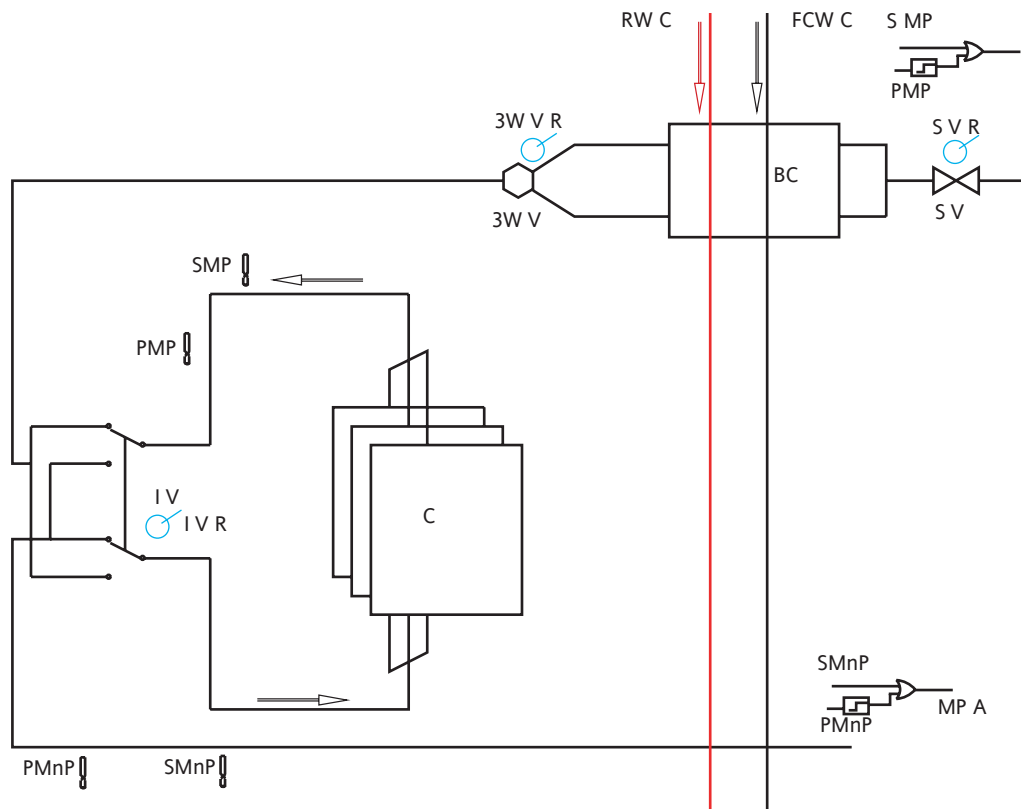 RW C
FCW C
S MP
PMP
3W V R
S V R
BC
3W V
S V
SMP
PMP
I V
I V R
C
SMnP
PMnP
MP A
PMnP
SMnP